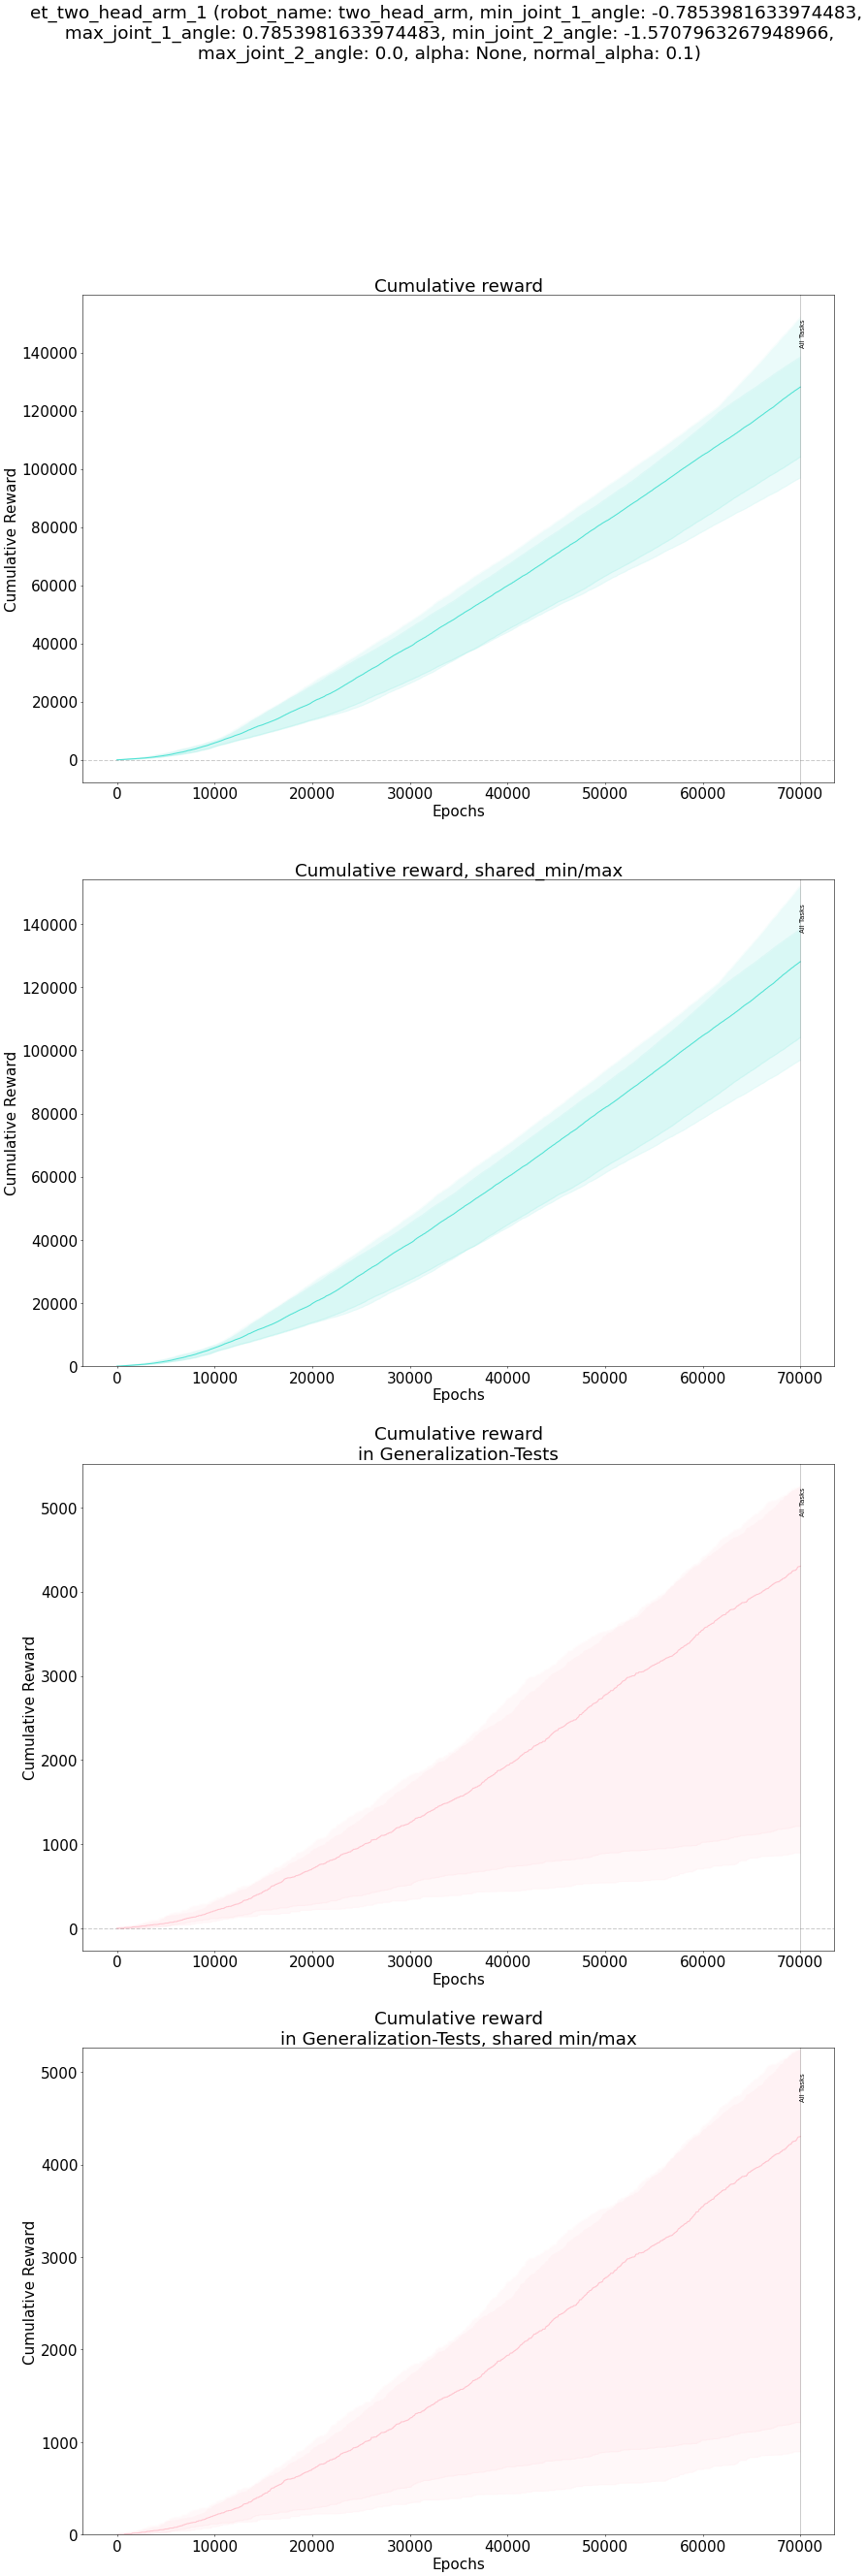 et_two_head_arm_1 (robot_name: two_head_arm, min_joint_1_angle: -0.7853981633974483,
max_joint_1_angle: 0.7853981633974483, min_joint_2_angle: -1.5707963267948966,
max_joint_2_angle: 0.0, alpha: None, normal_alpha: 0.1)
Cumulative reward
All Tasks
140000
120000
100000
80000
60000
40000
20000
0
Cumulative Reward
0 10000 20000 30000 40000 50000 60000 70000
Epochs
Cumulative reward, shared_min/max
All Tasks
140000
120000
100000
80000
60000
40000
20000
0
Cumulative Reward
0 10000 20000 30000 40000 50000 60000 70000
Epochs
Cumulative reward
in Generalization-Tests
All Tasks
5000
4000
3000
2000
1000
0
Cumulative Reward
0 10000 20000 30000 40000 50000 60000 70000
Epochs
Cumulative reward
in Generalization-Tests, shared min/max
All Tasks
5000
4000
3000
2000
1000
0
Cumulative Reward
0 10000 20000 30000 40000 50000 60000 70000
Epochs